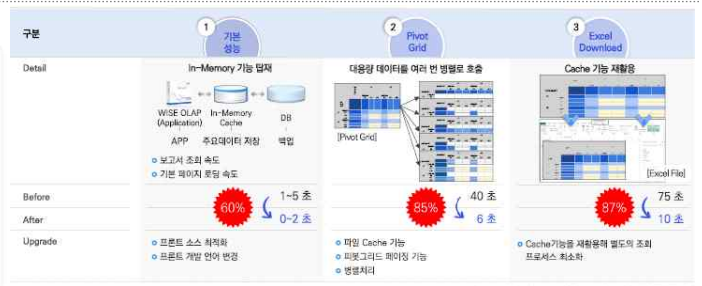 구분
1
기본
성능
2
Pivot
Grid
3
Excel
Download
Detail
In-Memory 기능 탑재
WISE OLAP
(Application)
In-Memory
Cache
DB
APP
주요데이터 저장
백업
보고서 조회 속도
기본 페이지 로딩 속도
대용량 데이터를 여러 번 병렬로 호출
[Pivot Grid]
Cache 기능 재활용
[Excel File]
Before
After
60%
1~5 초
0~2 초
85%
40 초
6 초
87%
75 초
10 초
Upgrade
프론트 소스 최적화
프론트 개발 언어 변경
파일 Cache 기능
피벗그리드 페이징 기능
병렬처리
Cache기능을 재활용해 별도의 조회
프로세스 최소화